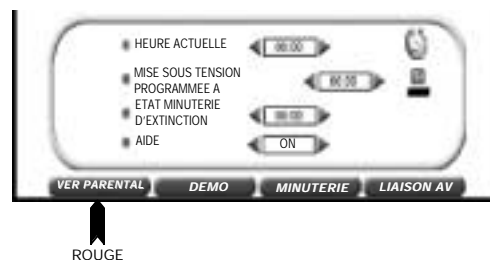 HEURE ACTUELLE 00:00
MISE SOUS TENSION
PROGRAMMEE A 00:00
ETAT MINUTERIE
D'EXTINCTION 00:00
AIDE ON
VER PARENTAL DEMO MINUTERIE LIAISON AV
ROUGE